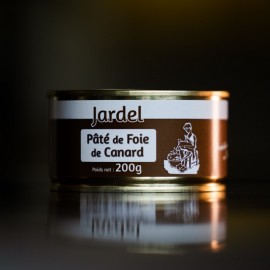 Jardel
Pâté de Foie
de Canard
Poids net : 200g